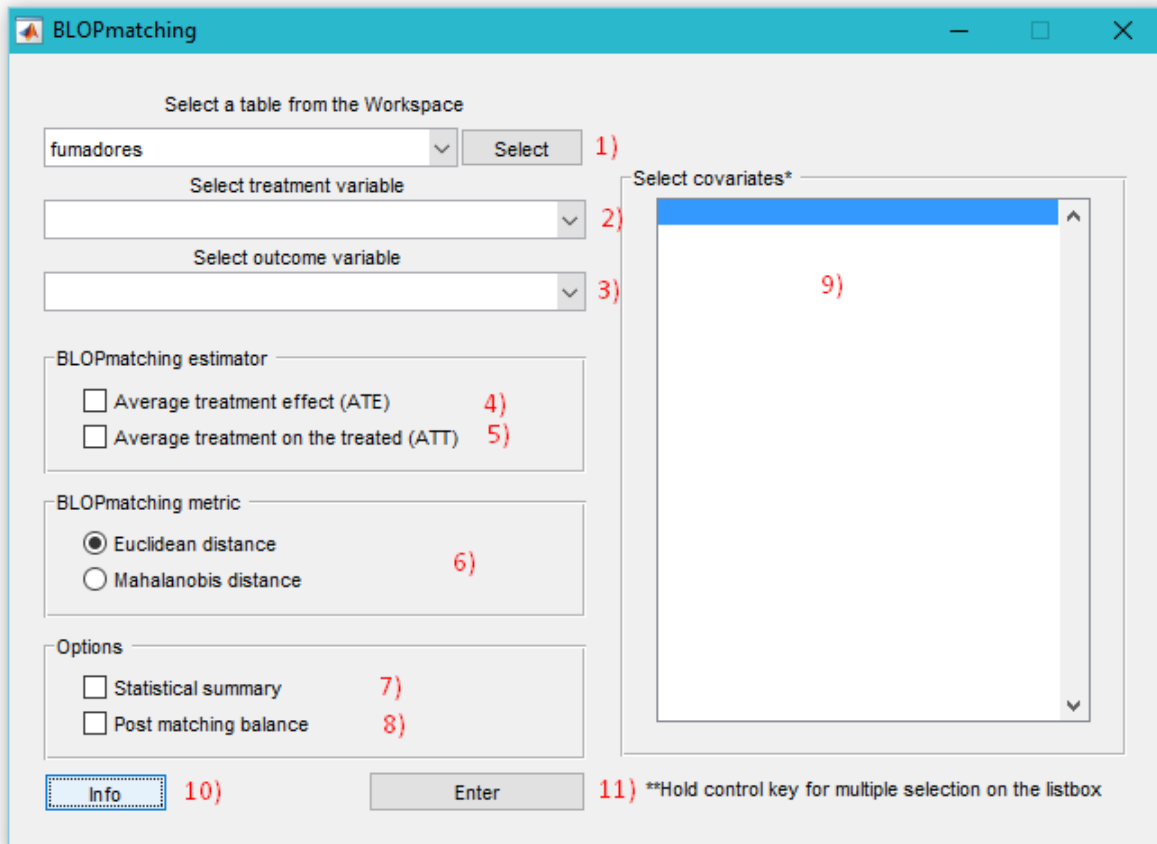 BLOPmatching
Select a table from the Workspace
fumadores Select 1)
Select treatment variable
2)
Select outcome variable
3)
BLOPmatching estimator
Average treatment effect (ATE) 4)
Average treatment on the treated (ATT) 5)
BLOPmatching metric
Euclidean distance
6)
Mahalanobis distance
Options
Statistical summary 7)
Post matching balance 8)
Select covariates*
9)
Info 10) Enter 11) **Hold control key for multiple selection on the listbox